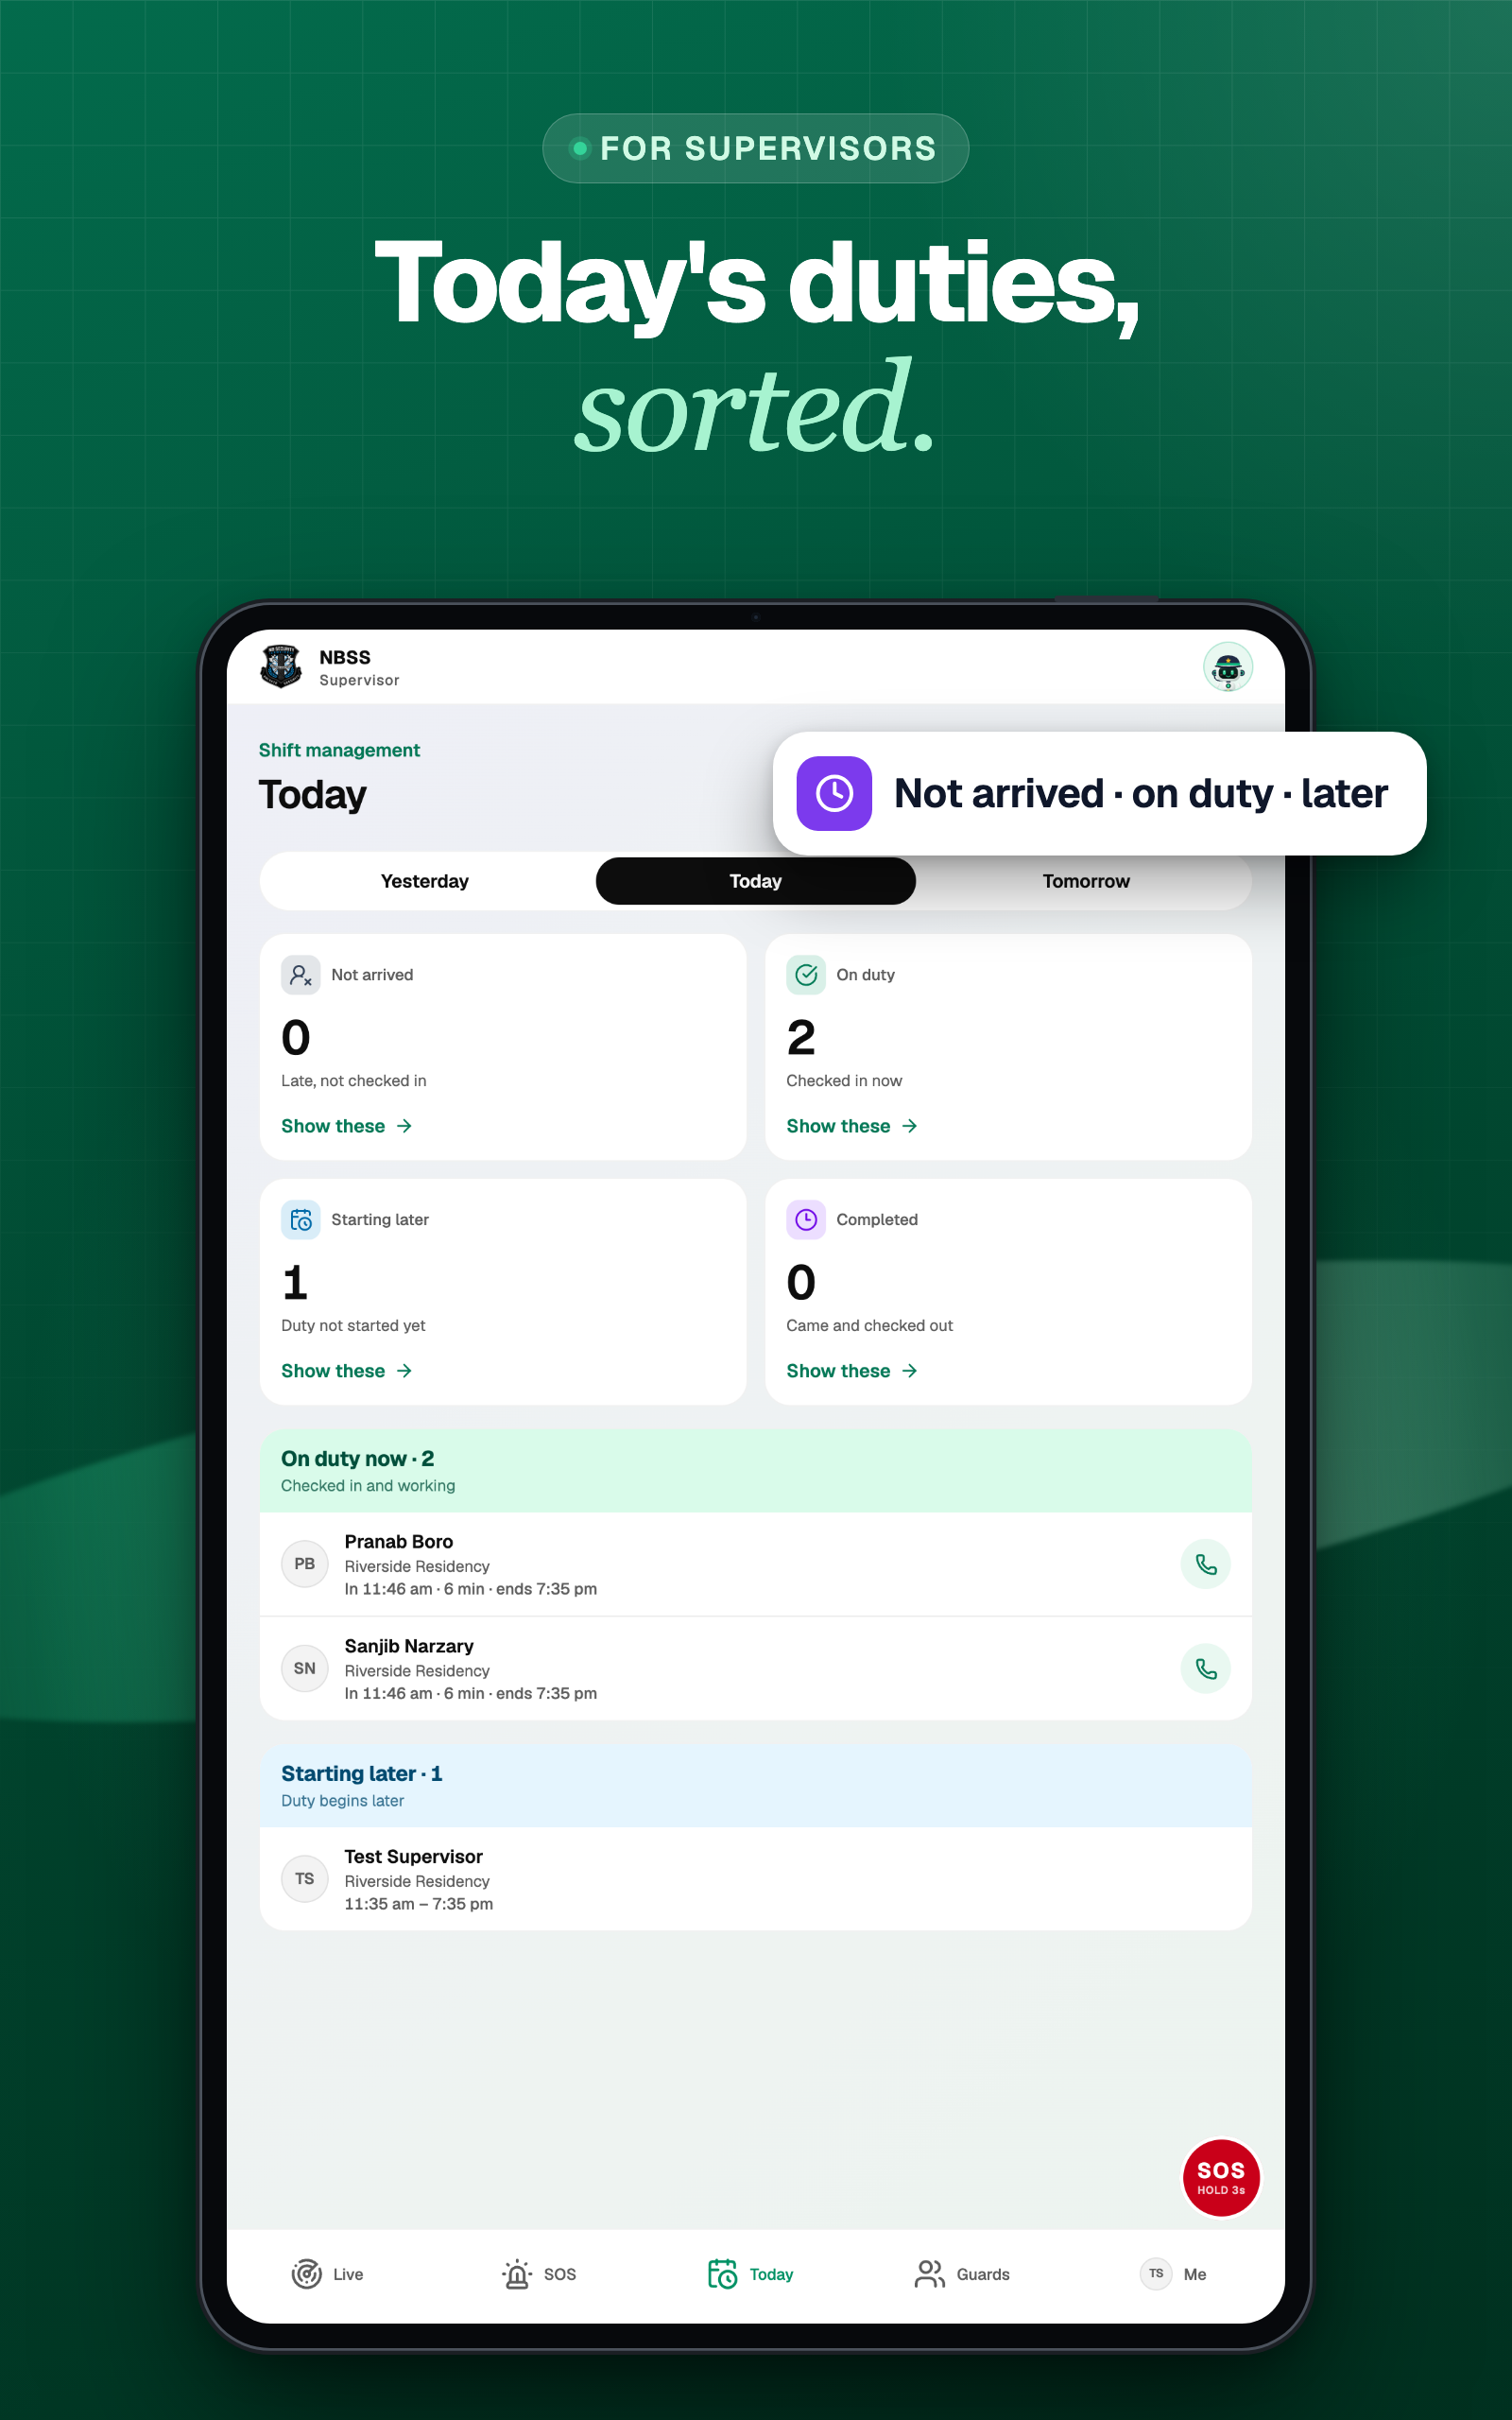 FOR SUPERVISORS
Today's duties,
sorted.
NBSS
Supervisor
Shift management
Today
Not arrived · on duty · later
Yesterday
Today
Tomorrow
Not arrived
0
Late, not checked in
Show these →
On duty
2
Checked in now
Show these →
Starting later
1
Duty not started yet
Show these →
Completed
0
Came and checked out
Show these →
On duty now · 2
Checked in and working
PB
Pranab Boro
Riverside Residency
In 11:46 am · 6 min · ends 7:35 pm
SN
Sanjib Narzary
Riverside Residency
In 11:46 am · 6 min · ends 7:35 pm
Starting later · 1
Duty begins later
TS
Test Supervisor
Riverside Residency
11:35 am – 7:35 pm
SOS
HOLD 3s
Live
SOS
Today
Guards
TS
Me